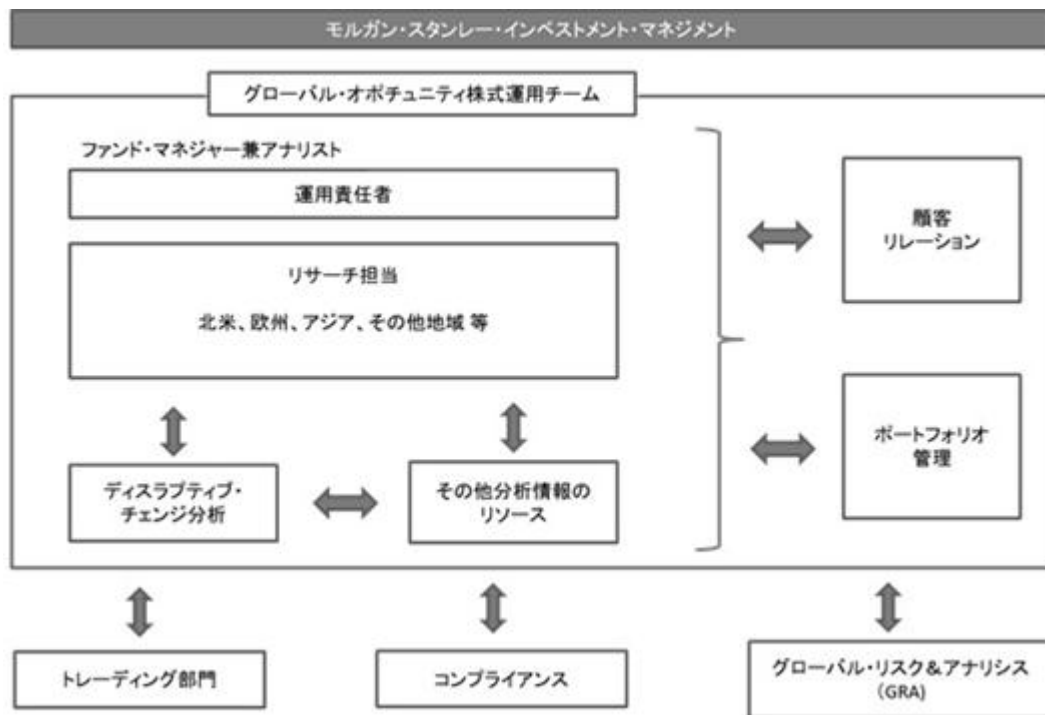 モルガン・スタンレー・インベストメント・マネジメント
グローバル・オポチュニティ株式運用チーム
ファンド・マネジャー兼アナリスト
運用責任者
リサーチ担当
北米、欧州、アジア、その他地域 等
ディスラプティブ・
チェンジ分析
その他分析情報の
リソース
顧客
リレーション
ポートフォリオ
管理
トレーディング部門
コンプライアンス
グローバル・リスク&アナリシス
(GRA)